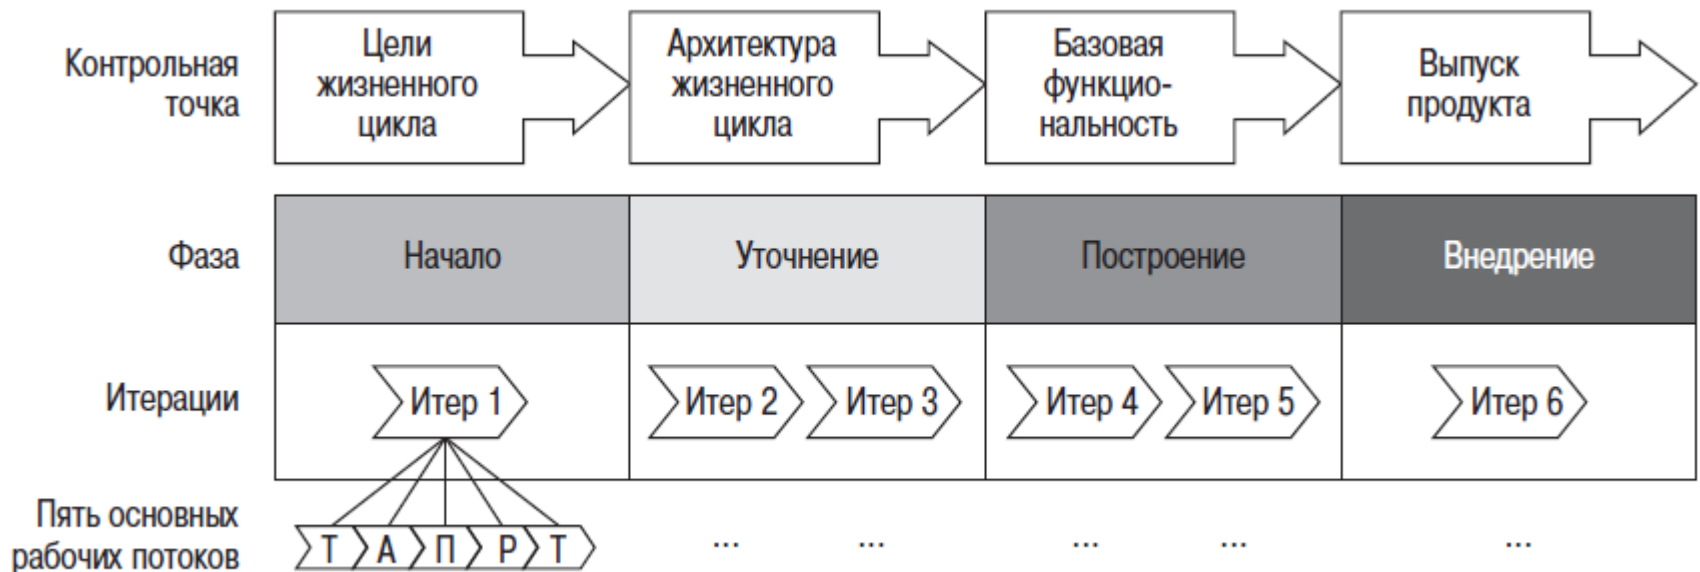 Контрольная
точка
Цели
жизненного
цикла
Архитектура
жизненного
цикла
Базовая
функцио-
нальность
Выпуск
продукта
Фаза
Начало
Уточнение
Построение
Внедрение
Итерации
Итер 1
Итер 2
Итер 3
Итер 4
Итер 5
Итер 6
Пять основных
рабочих потоков
Т А П Р Т
... ... ... ... ...